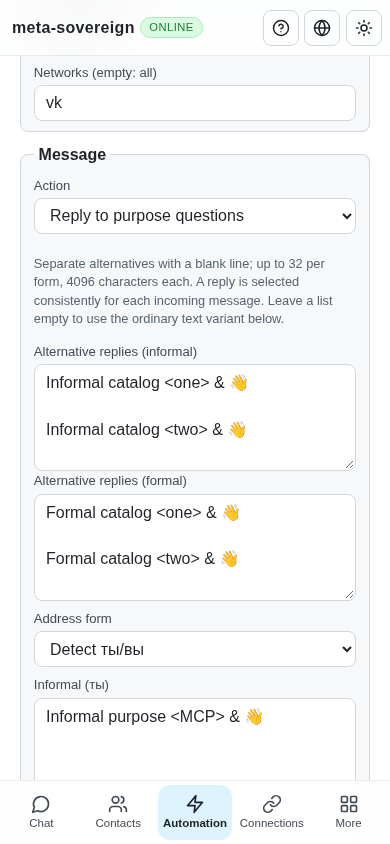 meta-sovereign ONLINE
Networks (empty: all)
vk
Message
Action
Reply to purpose questions
Separate alternatives with a blank line; up to 32 per
form, 4096 characters each. A reply is selected
consistently for each incoming message. Leave a list
empty to use the ordinary text variant below.
Alternative replies (informal)
Informal catalog <one> & 👋
Informal catalog <two> & 👋
Alternative replies (formal)
Formal catalog <one> & 👋
Formal catalog <two> & 👋
Address form
Detect ты/вы
Informal (ты)
Informal purpose <MCP> & 👋
Chat Contacts Automation Connections More